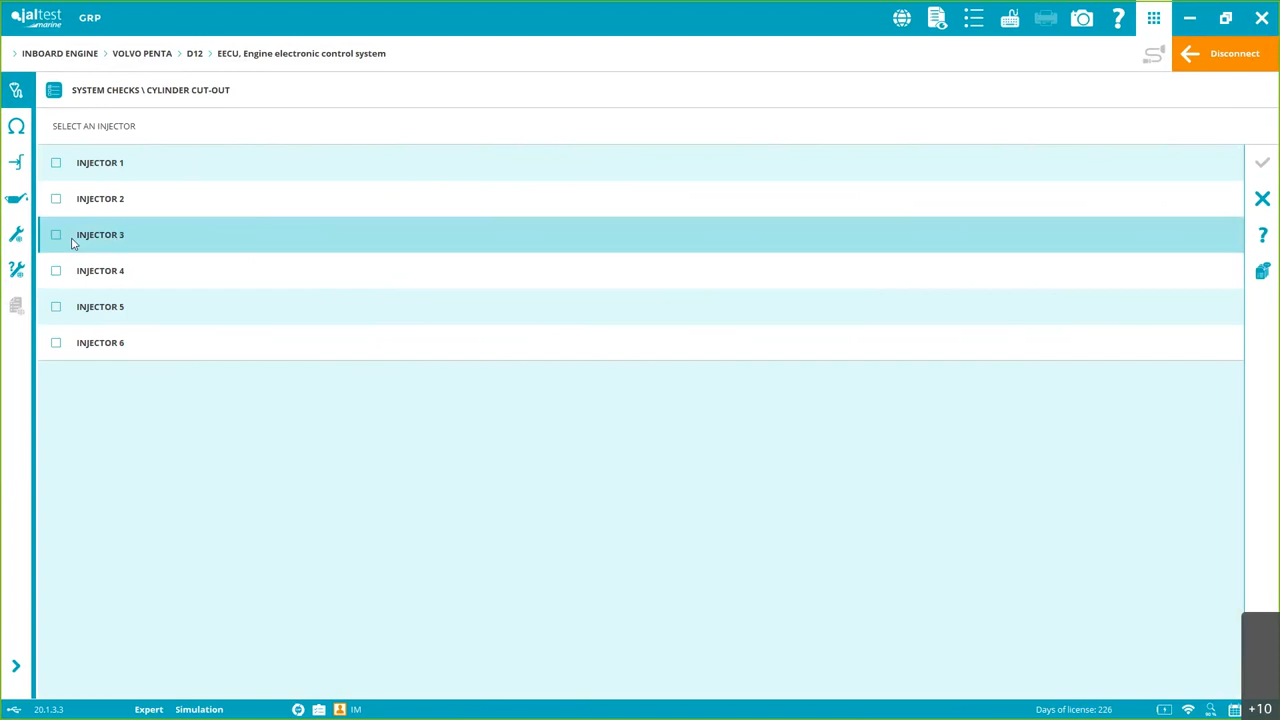 jaltest marine GRP
INBOARD ENGINE > VOLVO PENTA > D12 > EECU, Engine electronic control system
Disconnect
SYSTEM CHECKS \ CYLINDER CUT-OUT
SELECT AN INJECTOR
INJECTOR 1
INJECTOR 2
INJECTOR 3
INJECTOR 4
INJECTOR 5
INJECTOR 6
20.1.3.3 Expert Simulation IM Days of license: 226 +10